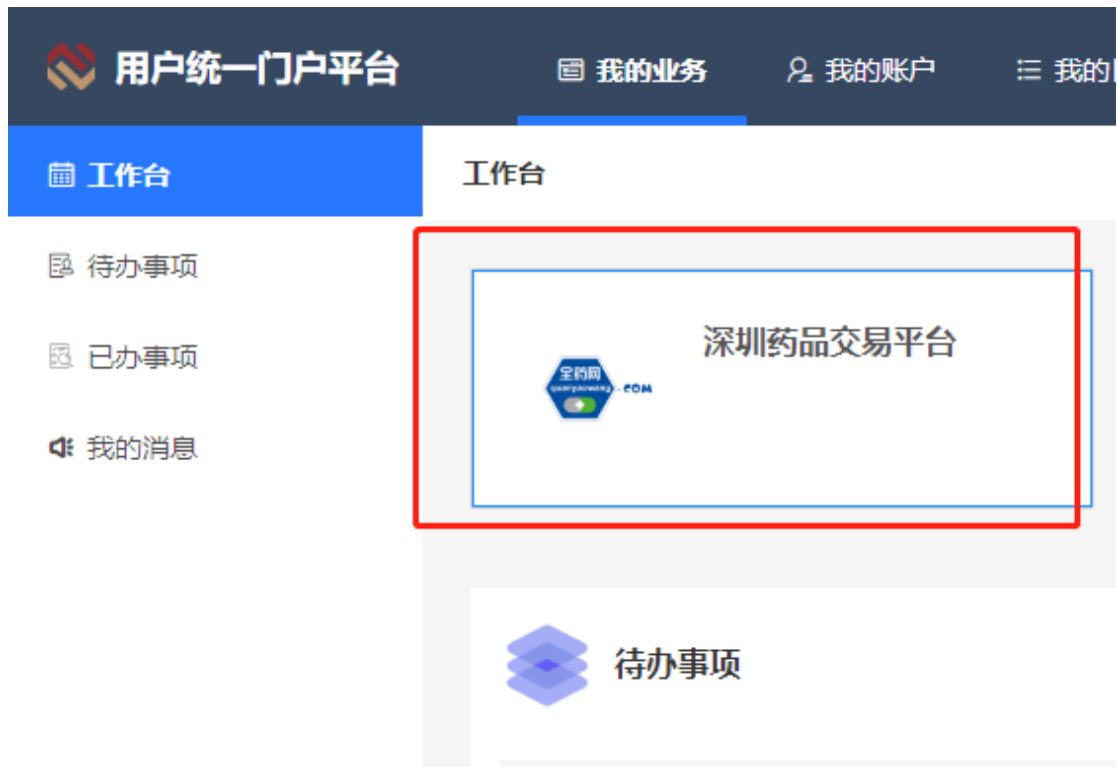 用户统一门户平台
我的业务
我的账户
我的
工作台
待办事项
已办事项
我的消息
工作台
深圳药品交易平台
全药网
quanyaowang
.COM
待办事项